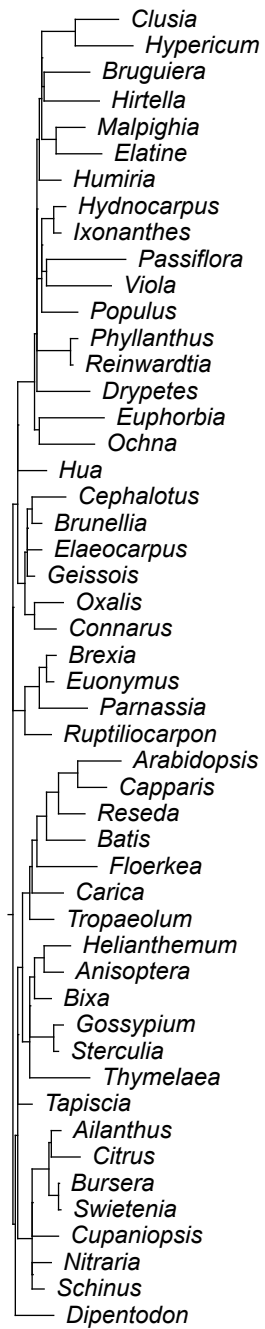 Clusia
Hypericum
Bruguiera
Hirtella
Malpighia
Elatine
Humiria
Hydnocarpus
Ixonanthes
Passiflora
Viola
Populus
Phyllanthus
Reinwardtia
Drypetes
Euphorbia
Ochna
Hua
Cephalotus
Brunellia
Elaeocarpus
Geissois
Oxalis
Connarus
Brexia
Euonymus
Parnassia
Ruptiliocarpon
Arabidopsis
Capparis
Reseda
Batis
Floerkea
Carica
Tropaeolum
Helianthemum
Anisoptera
Bixa
Gossypium
Sterculia
Thymelaea
Tapiscia
Ailanthus
Citrus
Bursera
Swietenia
Cupaniopsis
Nitraria
Schinus
Dipentodon